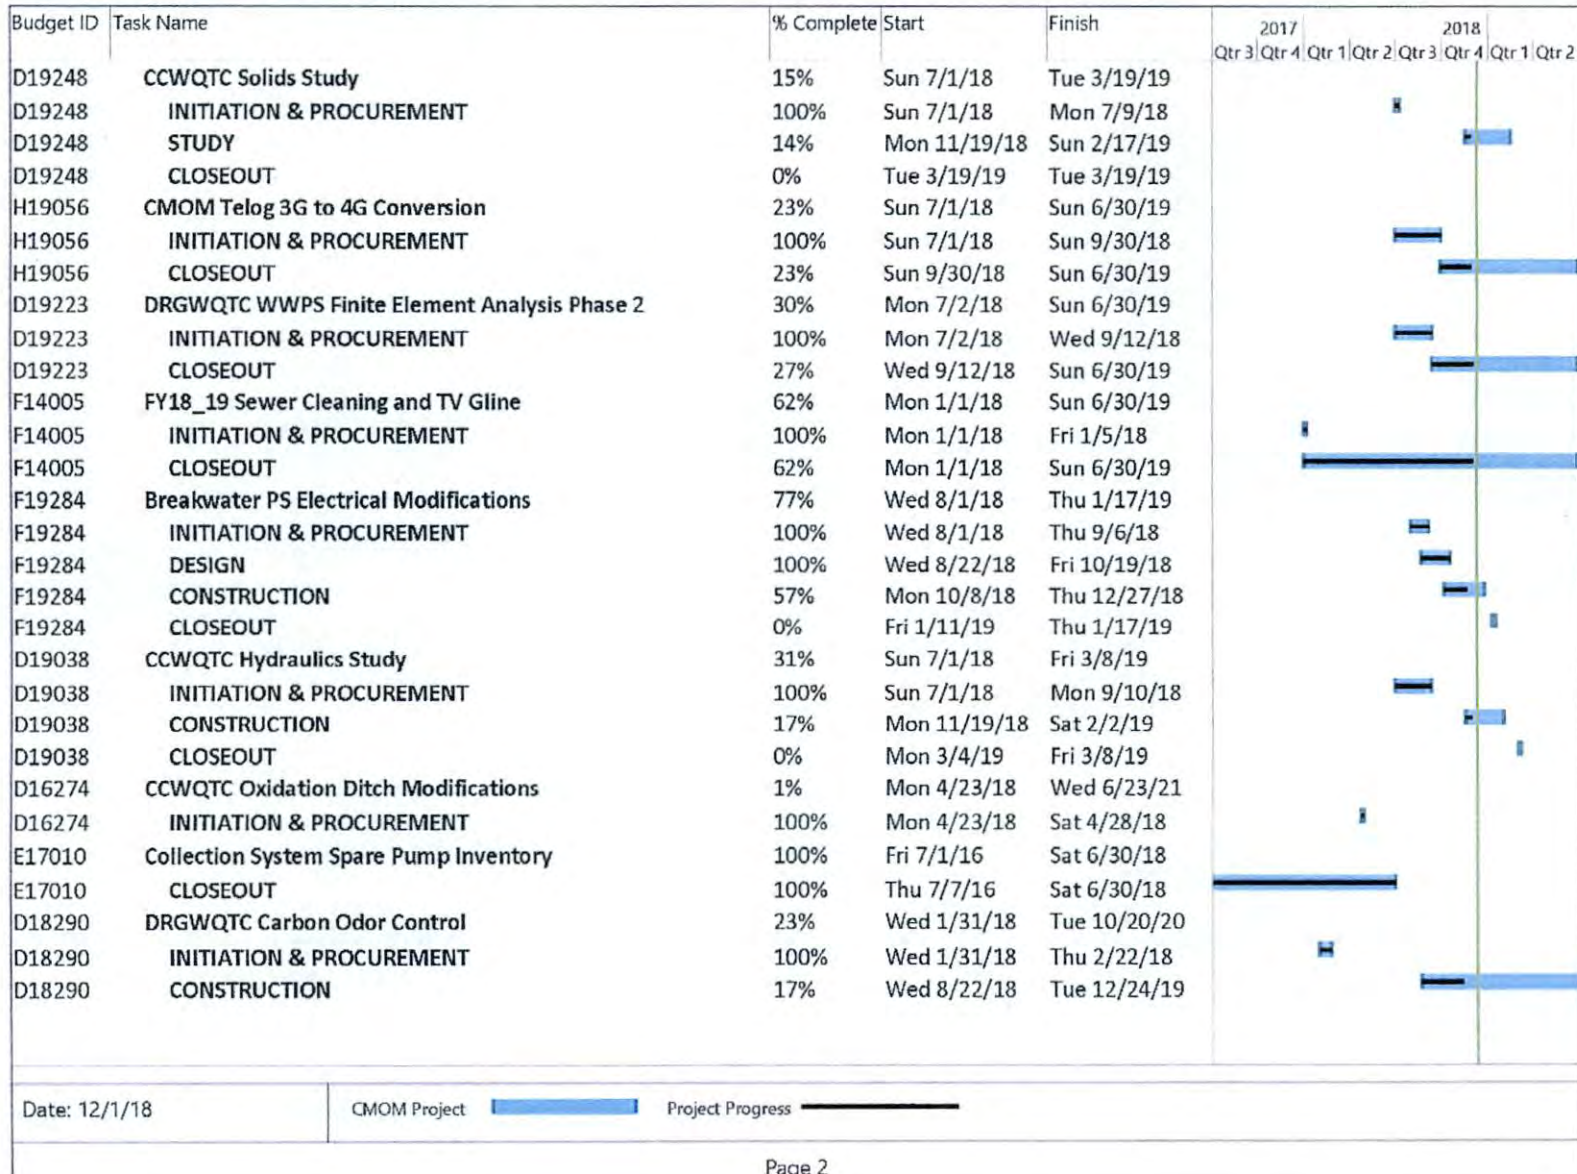 Budget ID Task Name % Complete Start Finish 2017 2018
Qtr 3 Qtr 4 Qtr 1 Qtr 2 Qtr 3 Qtr 4 Qtr 1 Qtr 2
D19248 CCWQTC Solids Study 15% Sun 7/1/18 Tue 3/19/19
D19248 INITIATION & PROCUREMENT 100% Sun 7/1/18 Mon 7/9/18
D19248 STUDY 14% Mon 11/19/18 Sun 2/17/19
D19248 CLOSEOUT 0% Tue 3/19/19 Tue 3/19/19
H19056 CMOM Telog 3G to 4G Conversion 23% Sun 7/1/18 Sun 6/30/19
H19056 INITIATION & PROCUREMENT 100% Sun 7/1/18 Sun 9/30/18
H19056 CLOSEOUT 23% Sun 9/30/18 Sun 6/30/19
D19223 DRGWQTC WWPS Finite Element Analysis Phase 2 30% Mon 7/2/18 Sun 6/30/19
D19223 INITIATION & PROCUREMENT 100% Mon 7/2/18 Wed 9/12/18
D19223 CLOSEOUT 27% Wed 9/12/18 Sun 6/30/19
F14005 FY18_19 Sewer Cleaning and TV Gline 62% Mon 1/1/18 Sun 6/30/19
F14005 INITIATION & PROCUREMENT 100% Mon 1/1/18 Fri 1/5/18
F14005 CLOSEOUT 62% Mon 1/1/18 Sun 6/30/19
F19284 Breakwater PS Electrical Modifications 77% Wed 8/1/18 Thu 1/17/19
F19284 INITIATION & PROCUREMENT 100% Wed 8/1/18 Thu 9/6/18
F19284 DESIGN 100% Wed 8/22/18 Fri 10/19/18
F19284 CONSTRUCTION 57% Mon 10/8/18 Thu 12/27/18
F19284 CLOSEOUT 0% Fri 1/11/19 Thu 1/17/19
D19038 CCWQTC Hydraulics Study 31% Sun 7/1/18 Fri 3/8/19
D19038 INITIATION & PROCUREMENT 100% Sun 7/1/18 Mon 9/10/18
D19038 CONSTRUCTION 17% Mon 11/19/18 Sat 2/2/19
D19038 CLOSEOUT 0% Mon 3/4/19 Fri 3/8/19
D16274 CCWQTC Oxidation Ditch Modifications 1% Mon 4/23/18 Wed 6/23/21
D16274 INITIATION & PROCUREMENT 100% Mon 4/23/18 Sat 4/28/18
E17010 Collection System Spare Pump Inventory 100% Fri 7/1/16 Sat 6/30/18
E17010 CLOSEOUT 100% Thu 7/7/16 Sat 6/30/18
D18290 DRGWQTC Carbon Odor Control 23% Wed 1/31/18 Tue 10/20/20
D18290 INITIATION & PROCUREMENT 100% Wed 1/31/18 Thu 2/22/18
D18290 CONSTRUCTION 17% Wed 8/22/18 Tue 12/24/19
Date: 12/1/18 CMOM Project Project Progress
Page 2